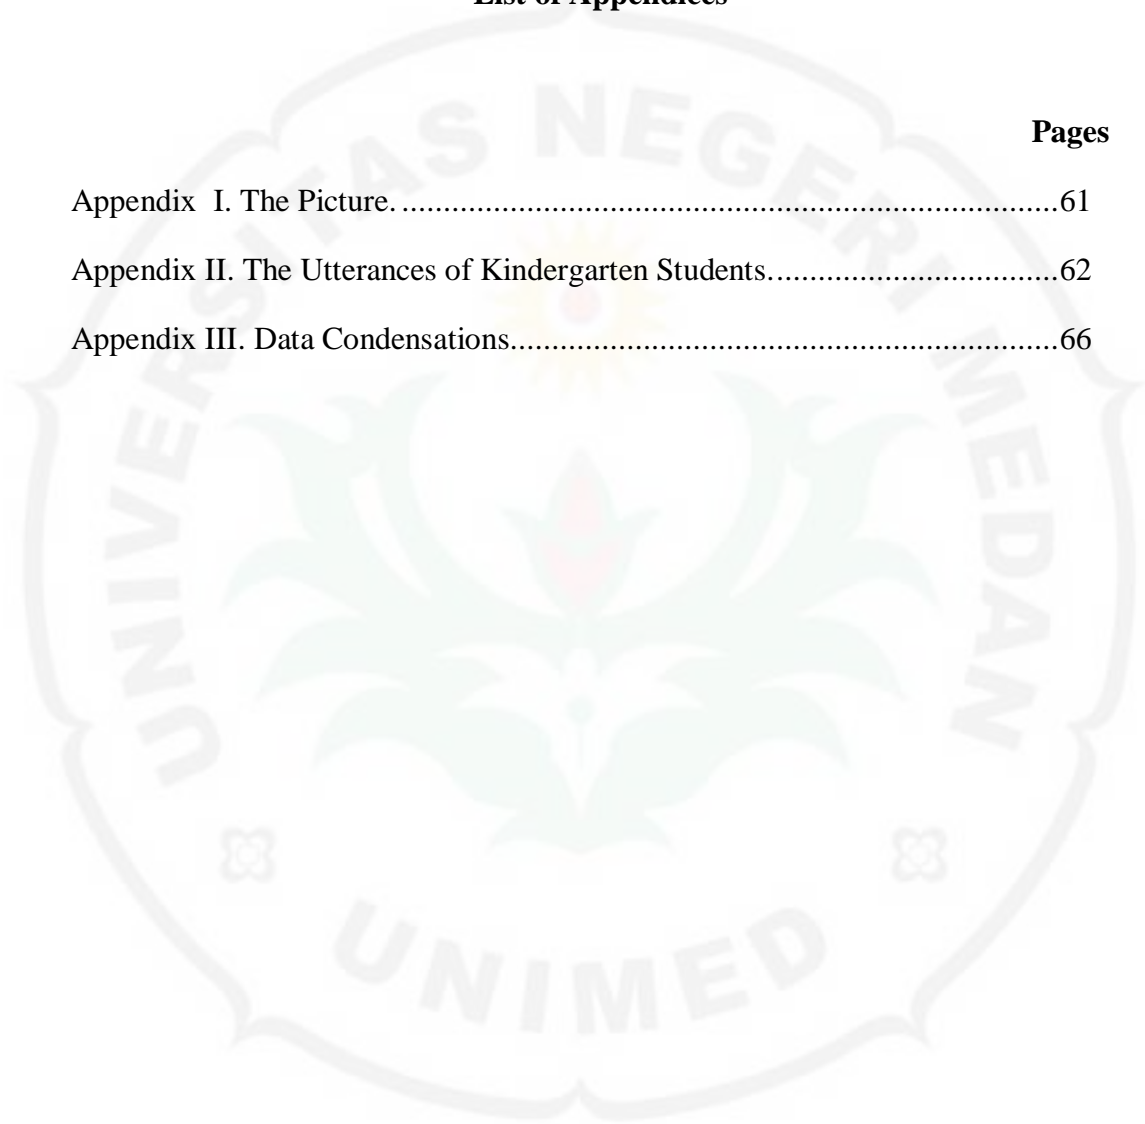 List of Appendices
Pages
Appendix  I. The Picture. ................................................................................61
Appendix II. The Utterances of Kindergarten Students...................................62
Appendix III. Data Condensations..................................................................66
UNIVERSITAS NEGERI MEDAN
UNIMED